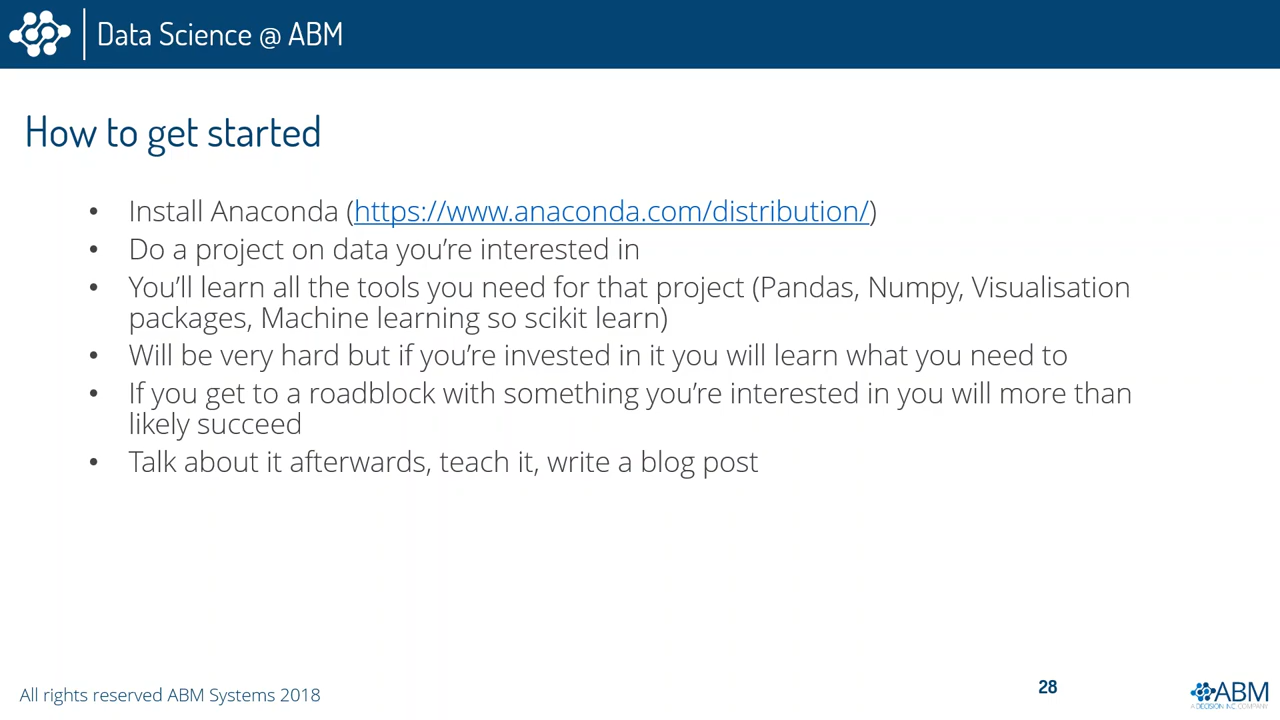 Data Science @ ABM
How to get started
• Install Anaconda (https://www.anaconda.com/distribution/)
• Do a project on data you’re interested in
• You’ll learn all the tools you need for that project (Pandas, Numpy, Visualisation
packages, Machine learning so scikit learn)
• Will be very hard but if you’re invested in it you will learn what you need to
• If you get to a roadblock with something you’re interested in you will more than
likely succeed
• Talk about it afterwards, teach it, write a blog post
All rights reserved ABM Systems 2018
28
ABM
A DECISION INC COMPANY